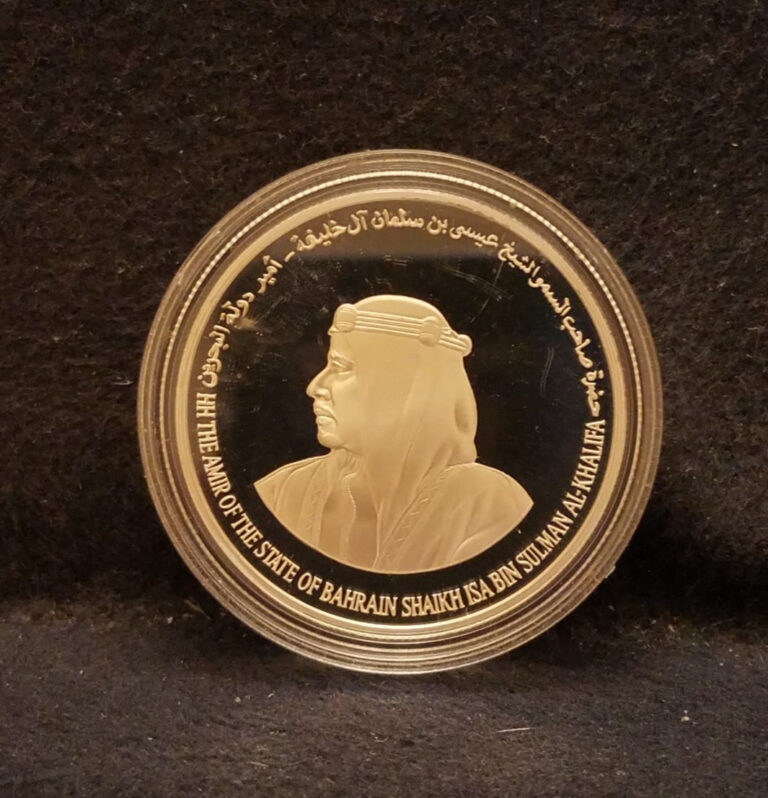 حضرة صاحب السمو الشيخ عيسى بن سلمان آل خليفة - أمير دولة البحرين
HH THE AMIR OF THE STATE OF BAHRAIN SHAIKH ISA BIN SULMAN AL-KHALIFA